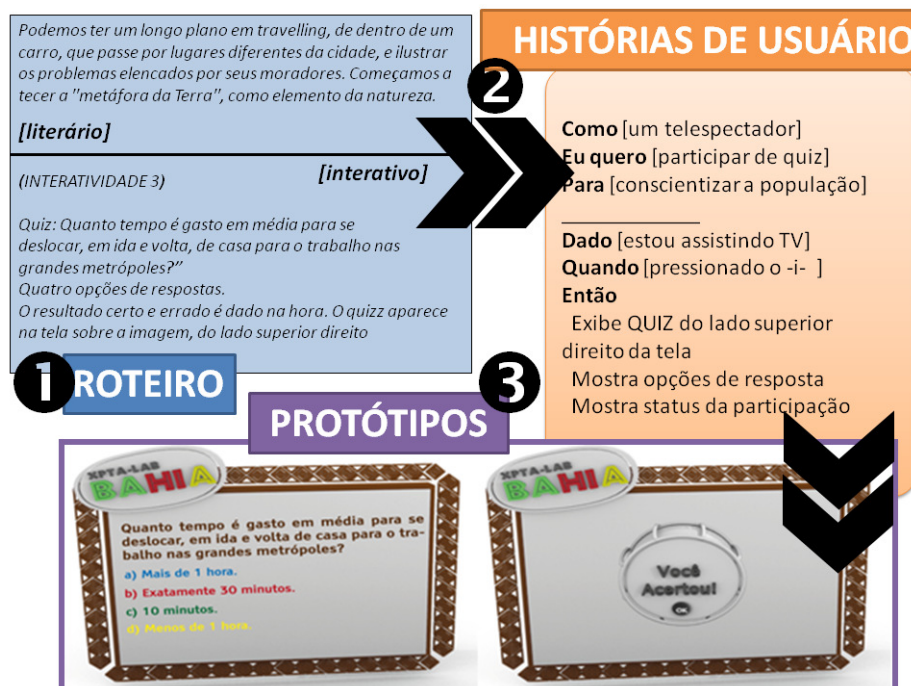 Podemos ter um longo plano em travelling, de dentro de um
carro, que passe por lugares diferentes da cidade, e ilustrar
os problemas elencados por seus moradores. Começamos a
tecer a "metáfora da Terra", como elemento da natureza.
[literário]
[interativo]
(INTERATIVIDADE 3)
Quiz: Quanto tempo é gasto em média para se
deslocar, em ida e volta, de casa para o trabalho nas
grandes metrópoles?”
Quatro opções de respostas.
O resultado certo e errado é dado na hora. O quizz aparece
na tela sobre a imagem, do lado superior direito
1 ROTEIRO
2
HISTÓRIAS DE USUÁRIO
Como [um telespectador]
Eu quero [participar de quiz]
Para [conscientizar a população]
Dado [estou assistindo TV]
Quando [pressionado o -i- ]
Então
Exibe QUIZ do lado superior
direito da tela
Mostra opções de resposta
Mostra status da participação
3
PROTÓTIPOS
XPTA-LAB
BAHIA
Quanto tempo é gasto em média para se
deslocar, em ida e volta de casa para o tra-
balho nas grandes metrópoles?
a) Mais de 1 hora.
b) Exatamente 30 minutos.
c) 10 minutos.
d) Menos de 1 hora.
XPTA-LAB
BAHIA
Você
Acertou!
OK